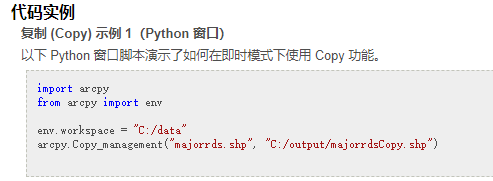 代码实例
复制 (Copy) 示例 1（Python 窗口）
以下 Python 窗口脚本演示了如何在即时模式下使用 Copy 功能。
import arcpy
from arcpy import env
env.workspace = "C:/data"
arcpy.Copy_management("majorrds.shp", "C:/output/majorrdsCopy.shp")